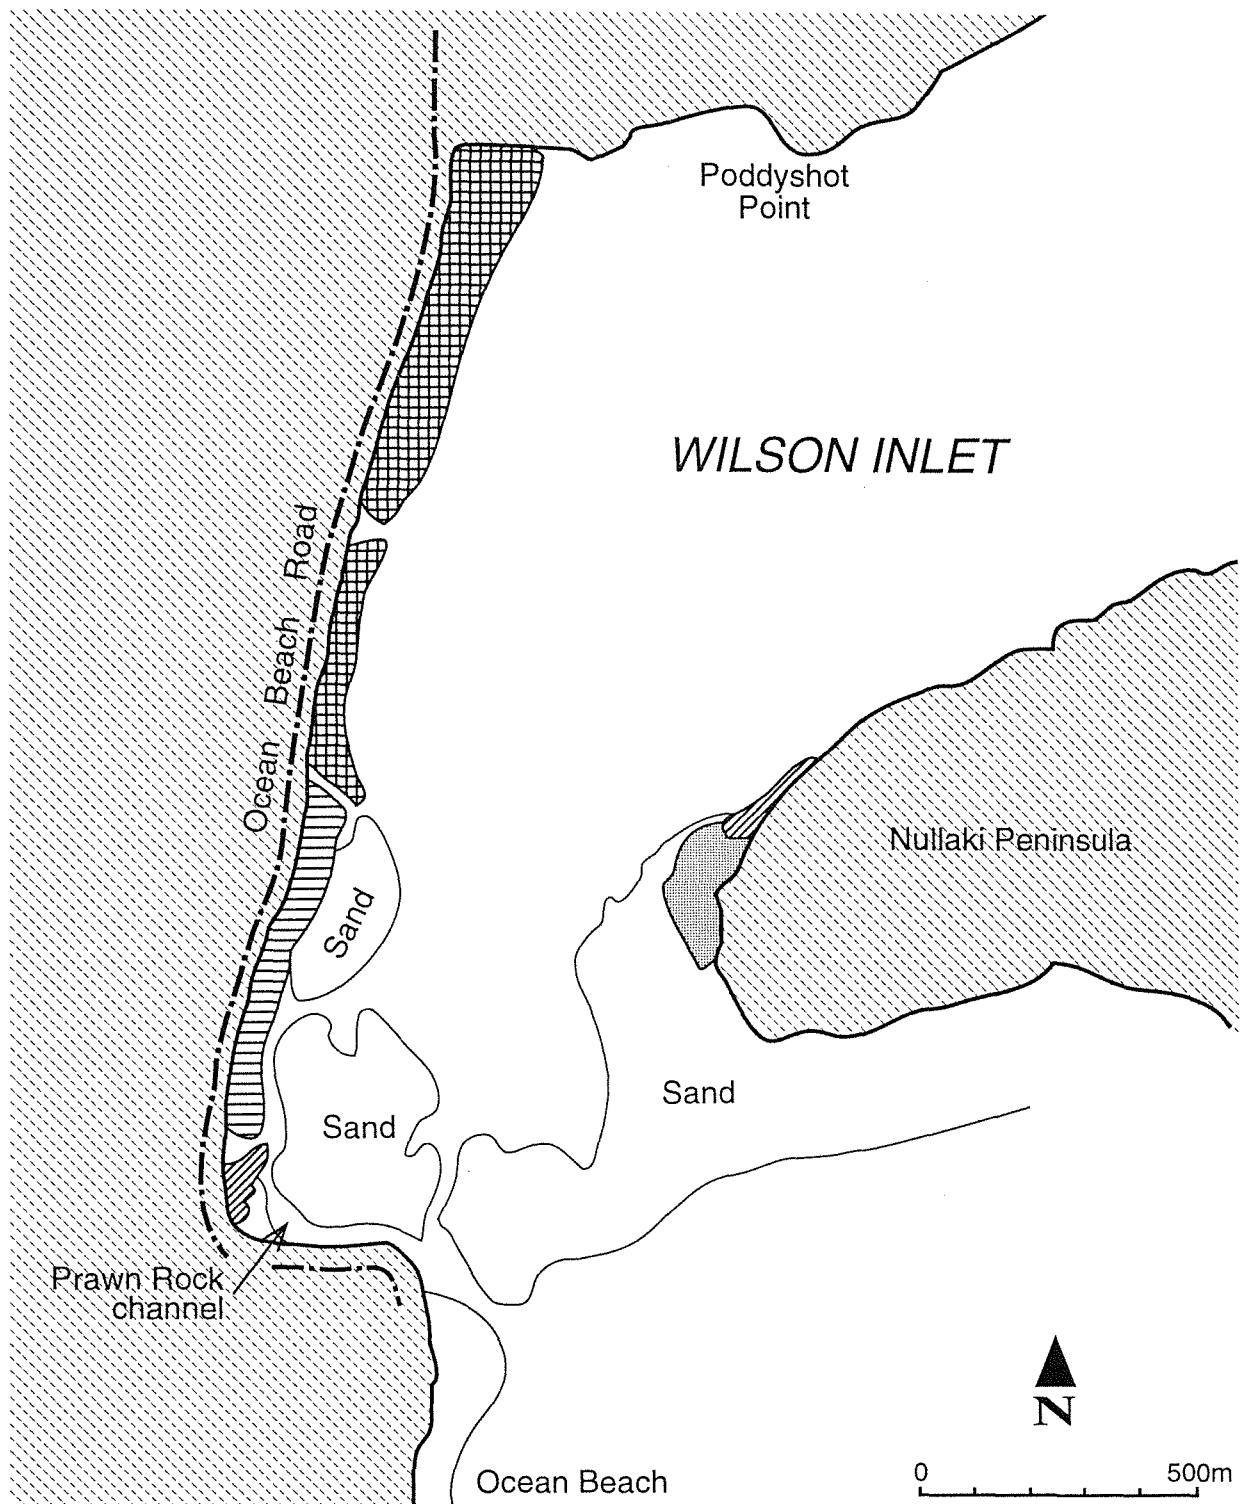 Poddyshot
Point
WILSON INLET
Ocean Beach Road
Nullaki Peninsula
Sand
Sand
Sand
Prawn Rock
channel
N
0 500m
Ocean Beach